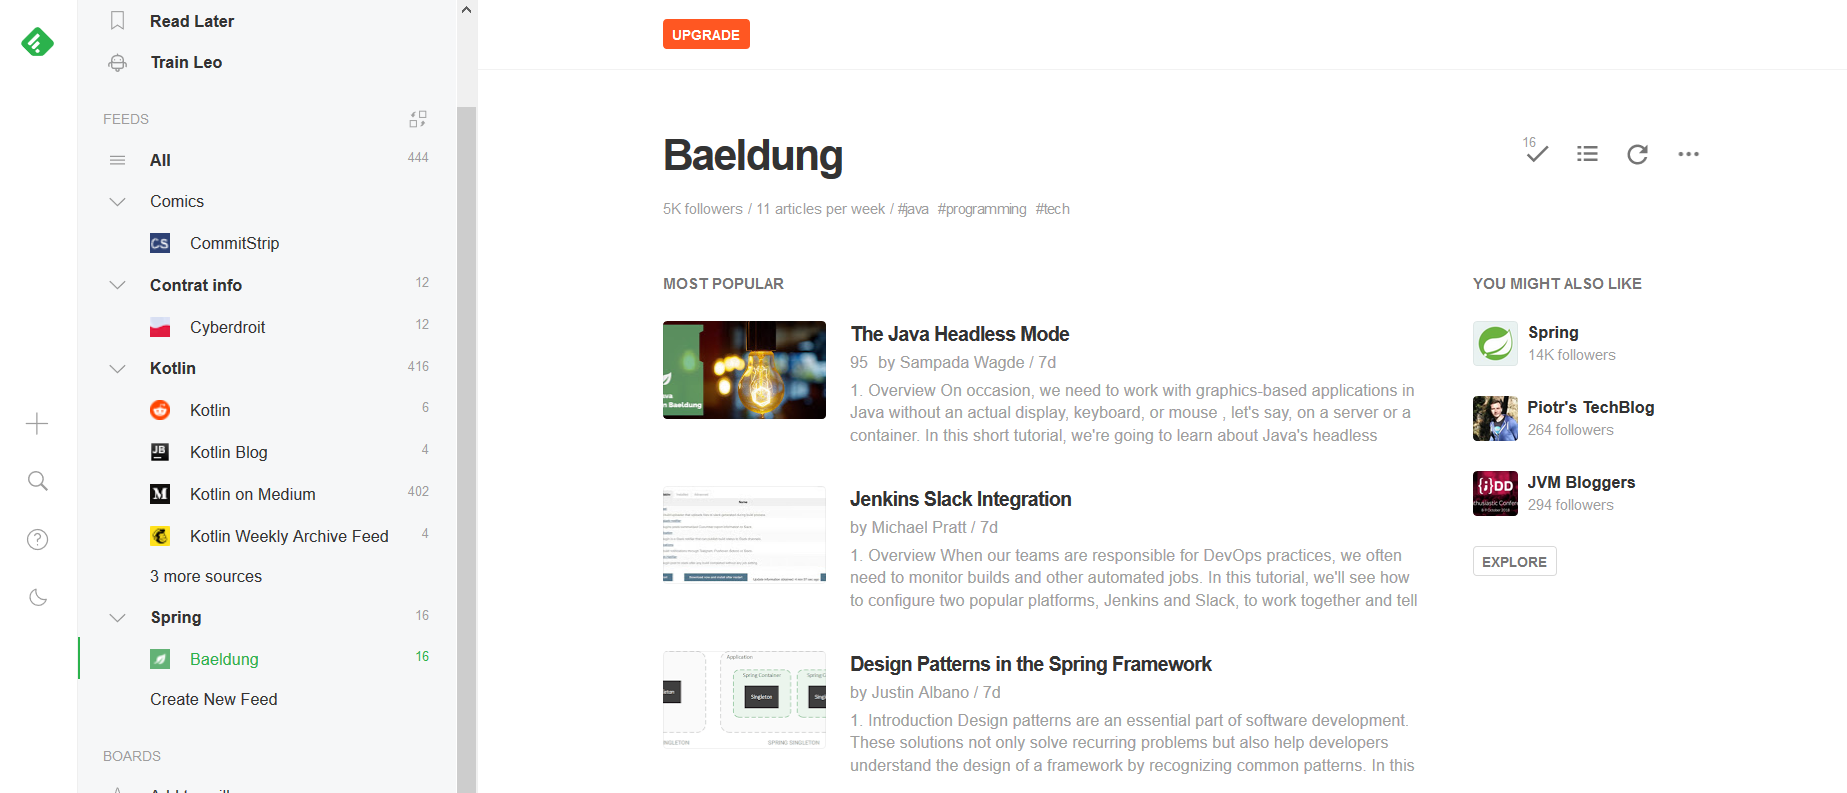 Read Later
Train Leo
FEEDS
All 444
Comics
CommitStrip
Contrat info 12
Cyberdroit 12
Kotlin 416
Kotlin 6
Kotlin Blog 4
Kotlin on Medium 402
Kotlin Weekly Archive Feed 4
3 more sources
Spring 16
Baeldung 16
Create New Feed
BOARDS
UPGRADE
Baeldung
16
5K followers / 11 articles per week / #java #programming #tech
MOST POPULAR
The Java Headless Mode
95 by Sampada Wagde / 7d
1. Overview On occasion, we need to work with graphics-based applications in
Java without an actual display, keyboard, or mouse , let's say, on a server or a
container. In this short tutorial, we're going to learn about Java's headless
Jenkins Slack Integration
by Michael Pratt / 7d
1. Overview When our teams are responsible for DevOps practices, we often
need to monitor builds and other automated jobs. In this tutorial, we'll see how
to configure two popular platforms, Jenkins and Slack, to work together and tell
Application
Spring Container
Singleton
SPRING SINGLETON
Design Patterns in the Spring Framework
by Justin Albano / 7d
1. Introduction Design patterns are an essential part of software development.
These solutions not only solve recurring problems but also help developers
understand the design of a framework by recognizing common patterns. In this
YOU MIGHT ALSO LIKE
Spring
14K followers
Piotr's TechBlog
264 followers
JVM Bloggers
294 followers
EXPLORE